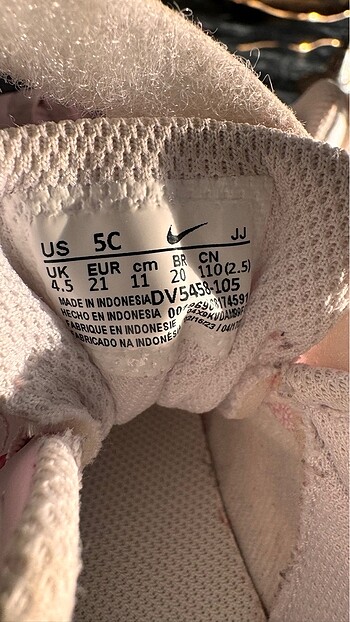 US 5C JJ
UK EUR cm BR CN
4.5 21 11 20 110(2.5)
MADE IN INDONESIA DV5458-105
HECHO EN INDONESIA
FABRIQUE EN INDONESIE
FABRICADO NA